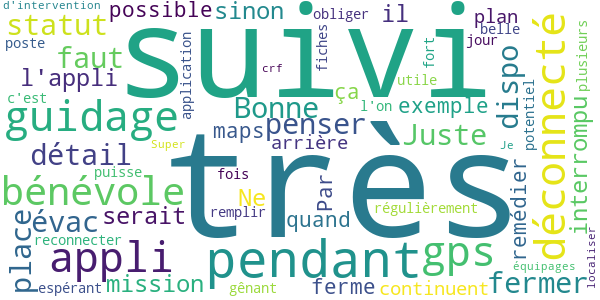 d'intervention
possible
sinon
obliger
il
plan
statut
suivi
belle
poste
faut
application
fiches
jour
fort
dispo
déconnecté
plusieurs
l'appli
crf
utile
ça
c'est
guidage
Bonne
l'on
exemple
potentiel
interrompu
maps
penser
Juste
Super
arrière
très
Je
détail
puisse
fois
Par
remédier
bénévole
Ne
régulièrement
place
évac
serait
remplir
quand
reconnecter
appli
pendant
gps
équipages
localiser
mission
espérant
gênant
ferme
continuent
fermer